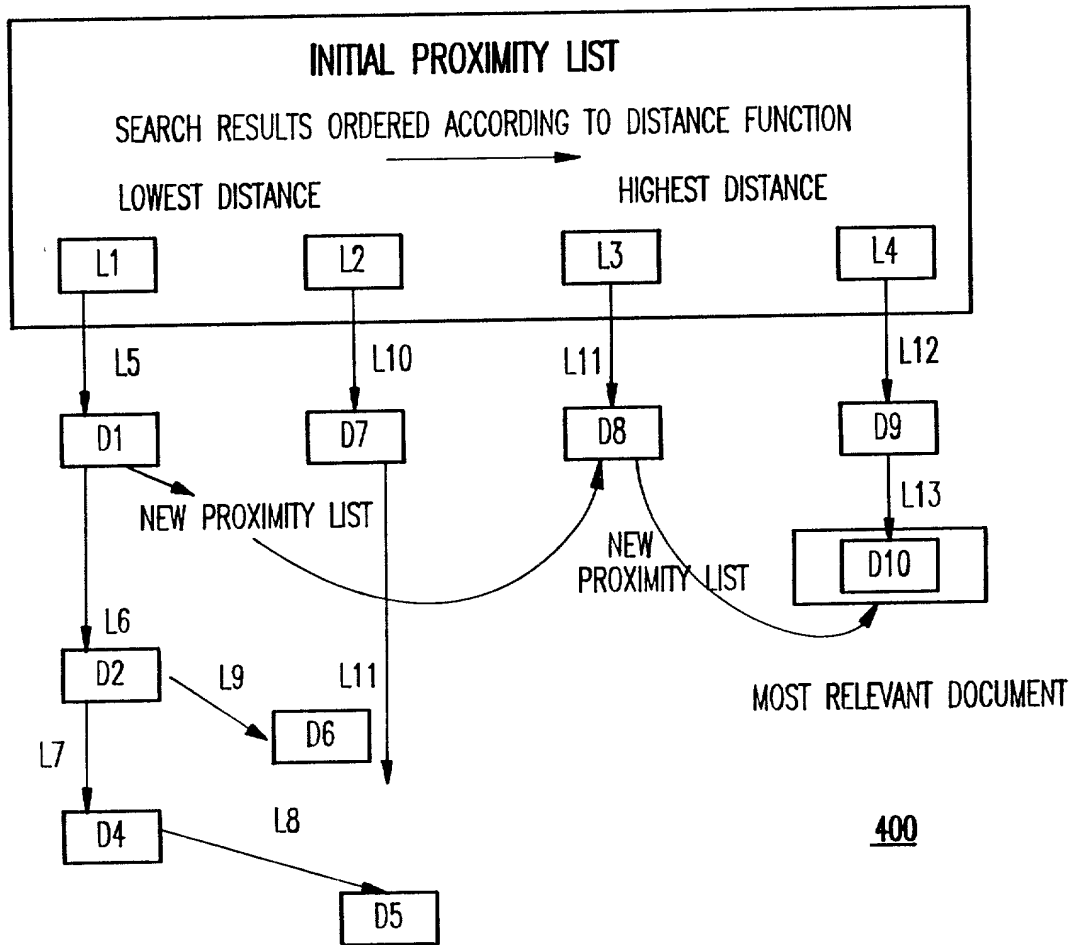 INITIAL PROXIMITY LIST
SEARCH RESULTS ORDERED ACCORDING TO DISTANCE FUNCTION
LOWEST DISTANCE
HIGHEST DISTANCE
L1
L2
L3
L4
L5
L10
L11
L12
D1
D7
D8
D9
NEW PROXIMITY LIST
L13
NEW
PROXIMITY LIST
D10
L6
D2
L9
L11
MOST RELEVANT DOCUMENT
D6
L7
D4
L8
400
D5